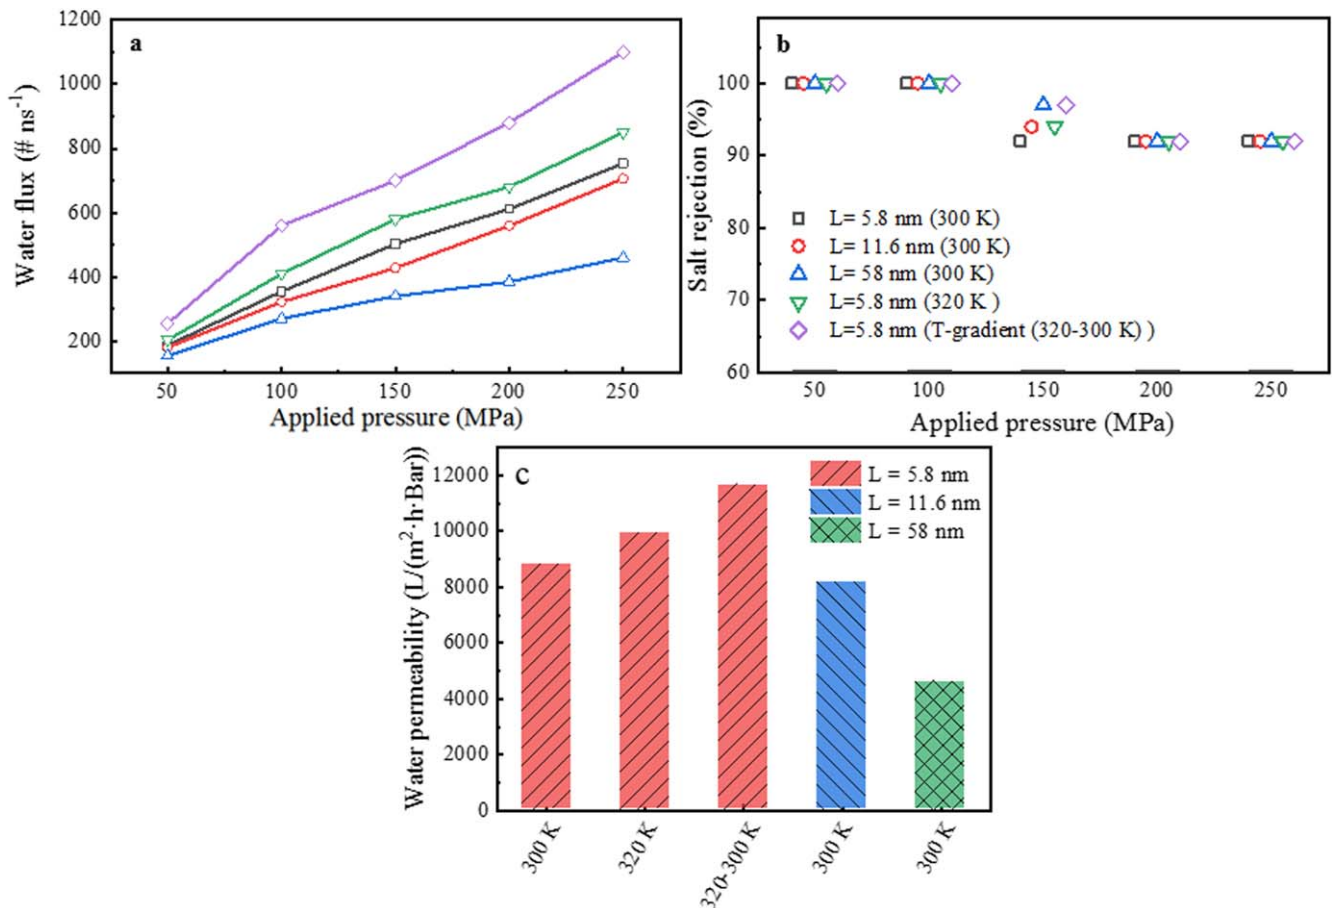 a
Water flux (# ns-1)
1200
1000
800
600
400
200
50 100 150 200 250
Applied pressure (MPa)
b
Salt rejection (%)
100
90
80
70
60
L= 5.8 nm (300 K)
L= 11.6 nm (300 K)
L= 58 nm (300 K)
L=5.8 nm (320 K )
L=5.8 nm (T-gradient (320-300 K) )
50 100 150 200 250
Applied pressure (MPa)
C
Water permeability (L/(m2·h·Bar))
12000
10000
8000
6000
4000
2000
0
L = 5.8 nm
L = 11.6 nm
L = 58 nm
300 K
320 K
320-300 K
300 K
300 K